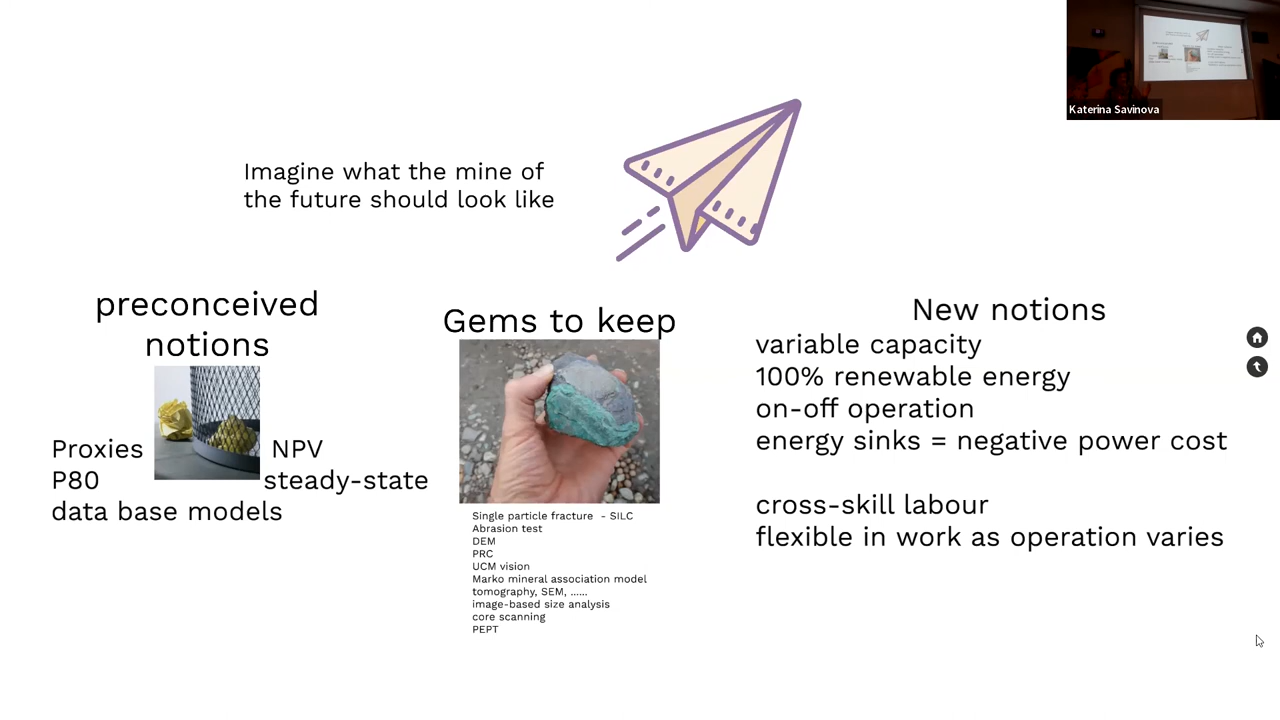 Katerina Savinova
Imagine what the mine of
the future should look like
preconceived
notions
Proxies
NPV
P80
steady-state
data base models
Gems to keep
Single particle fracture - SILC
Abrasion test
DEM
PRC
UCM vision
Marko mineral association model
tomography, SEM, ......
image-based size analysis
core scanning
PEPT
New notions
variable capacity
100% renewable energy
on-off operation
energy sinks = negative power cost
cross-skill labour
flexible in work as operation varies